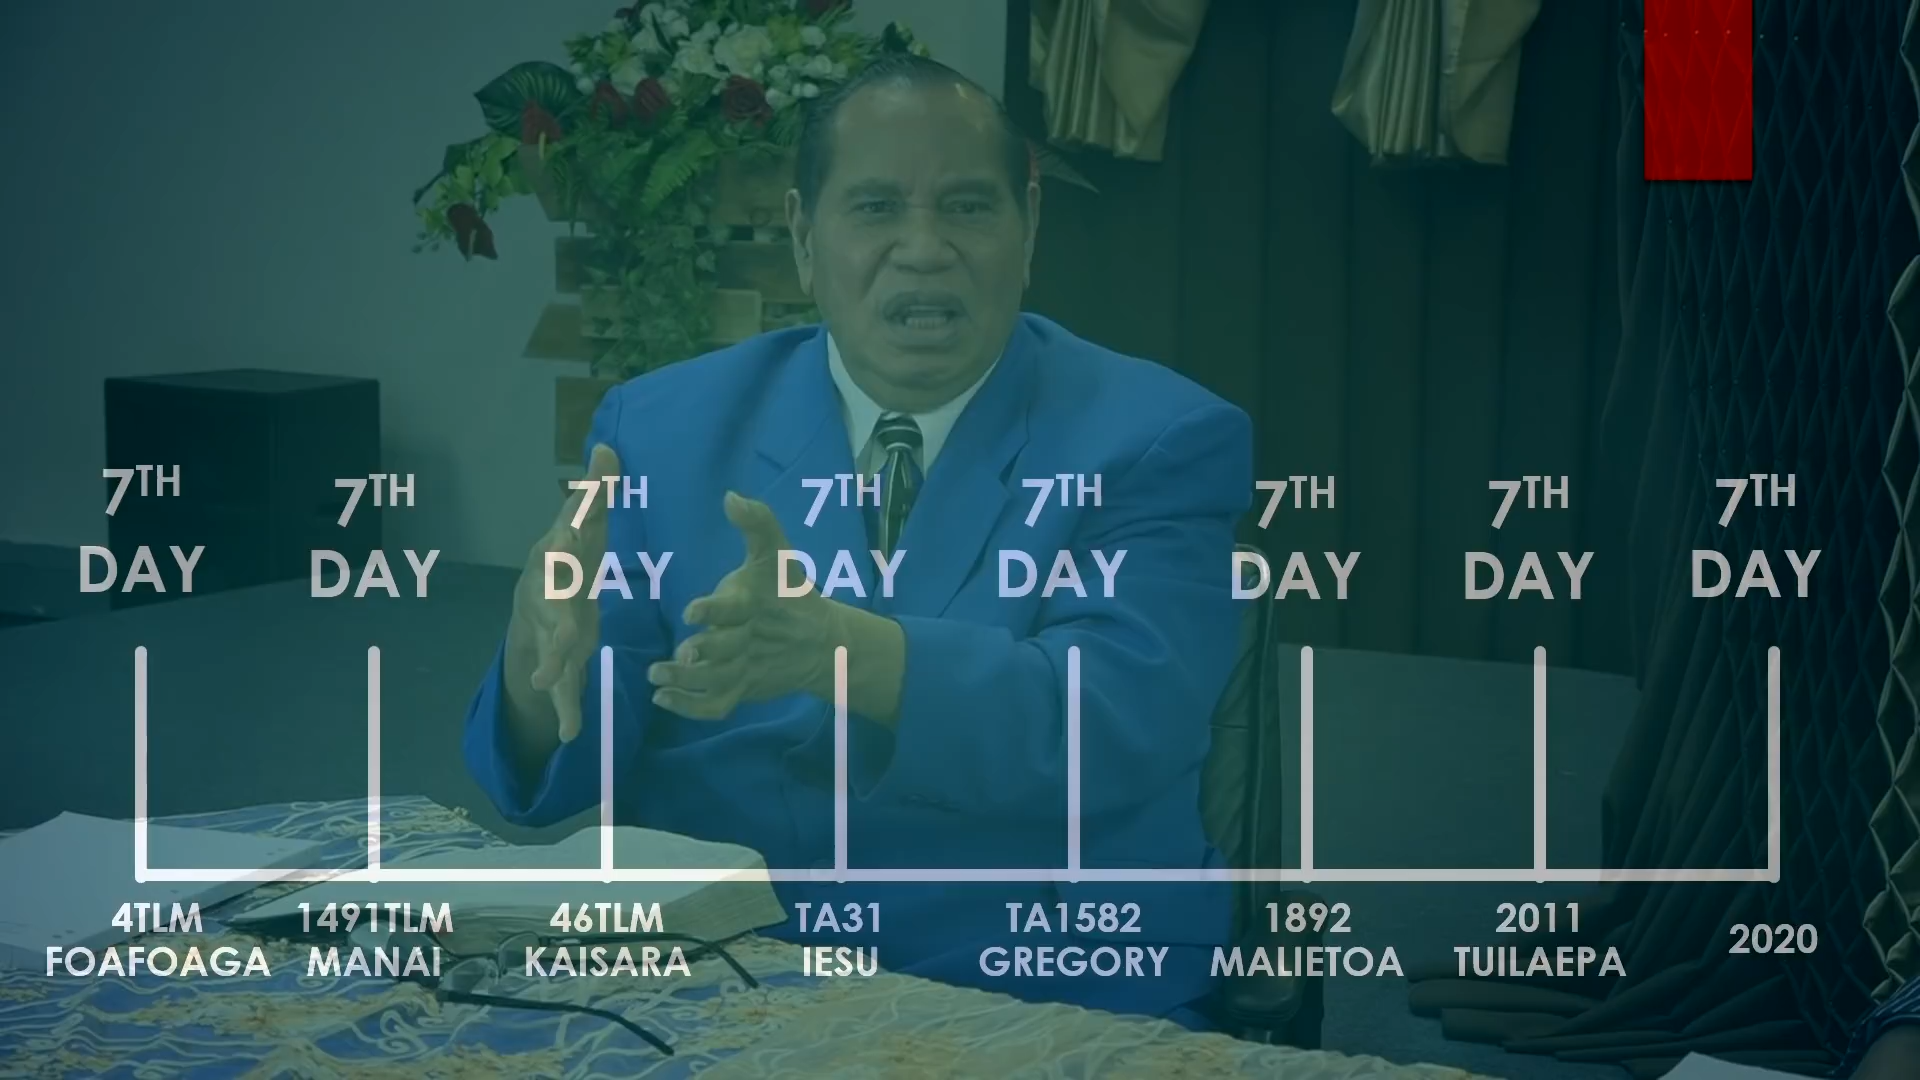 7TH DAY
7TH DAY
7TH DAY
7TH DAY
7TH DAY
7TH DAY
7TH DAY
7TH DAY
4TLM FOAFOAGA
1491TLM MANAI
46TLM KAISARA
TA31 IESU
TA1582 GREGORY
1892 MALIETOA
2011 TUILAEPA
2020